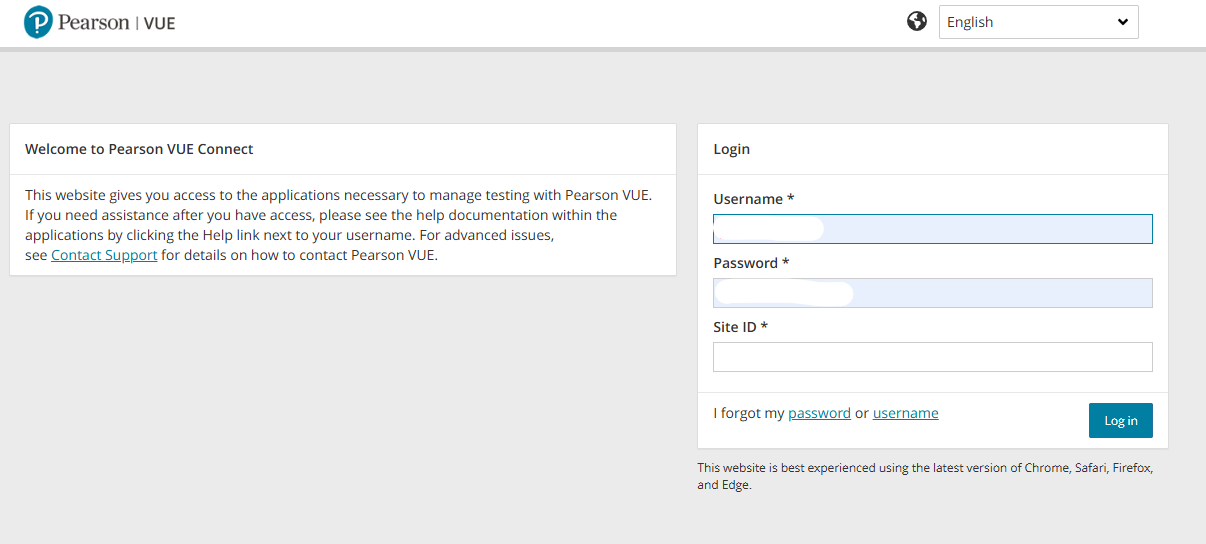 Pearson | VUE
English
Welcome to Pearson VUE Connect
This website gives you access to the applications necessary to manage testing with Pearson VUE.
If you need assistance after you have access, please see the help documentation within the
applications by clicking the Help link next to your username. For advanced issues,
see Contact Support for details on how to contact Pearson VUE.
Login
Username *
Password *
Site ID *
I forgot my password or username
Log in
This website is best experienced using the latest version of Chrome, Safari, Firefox,
and Edge.